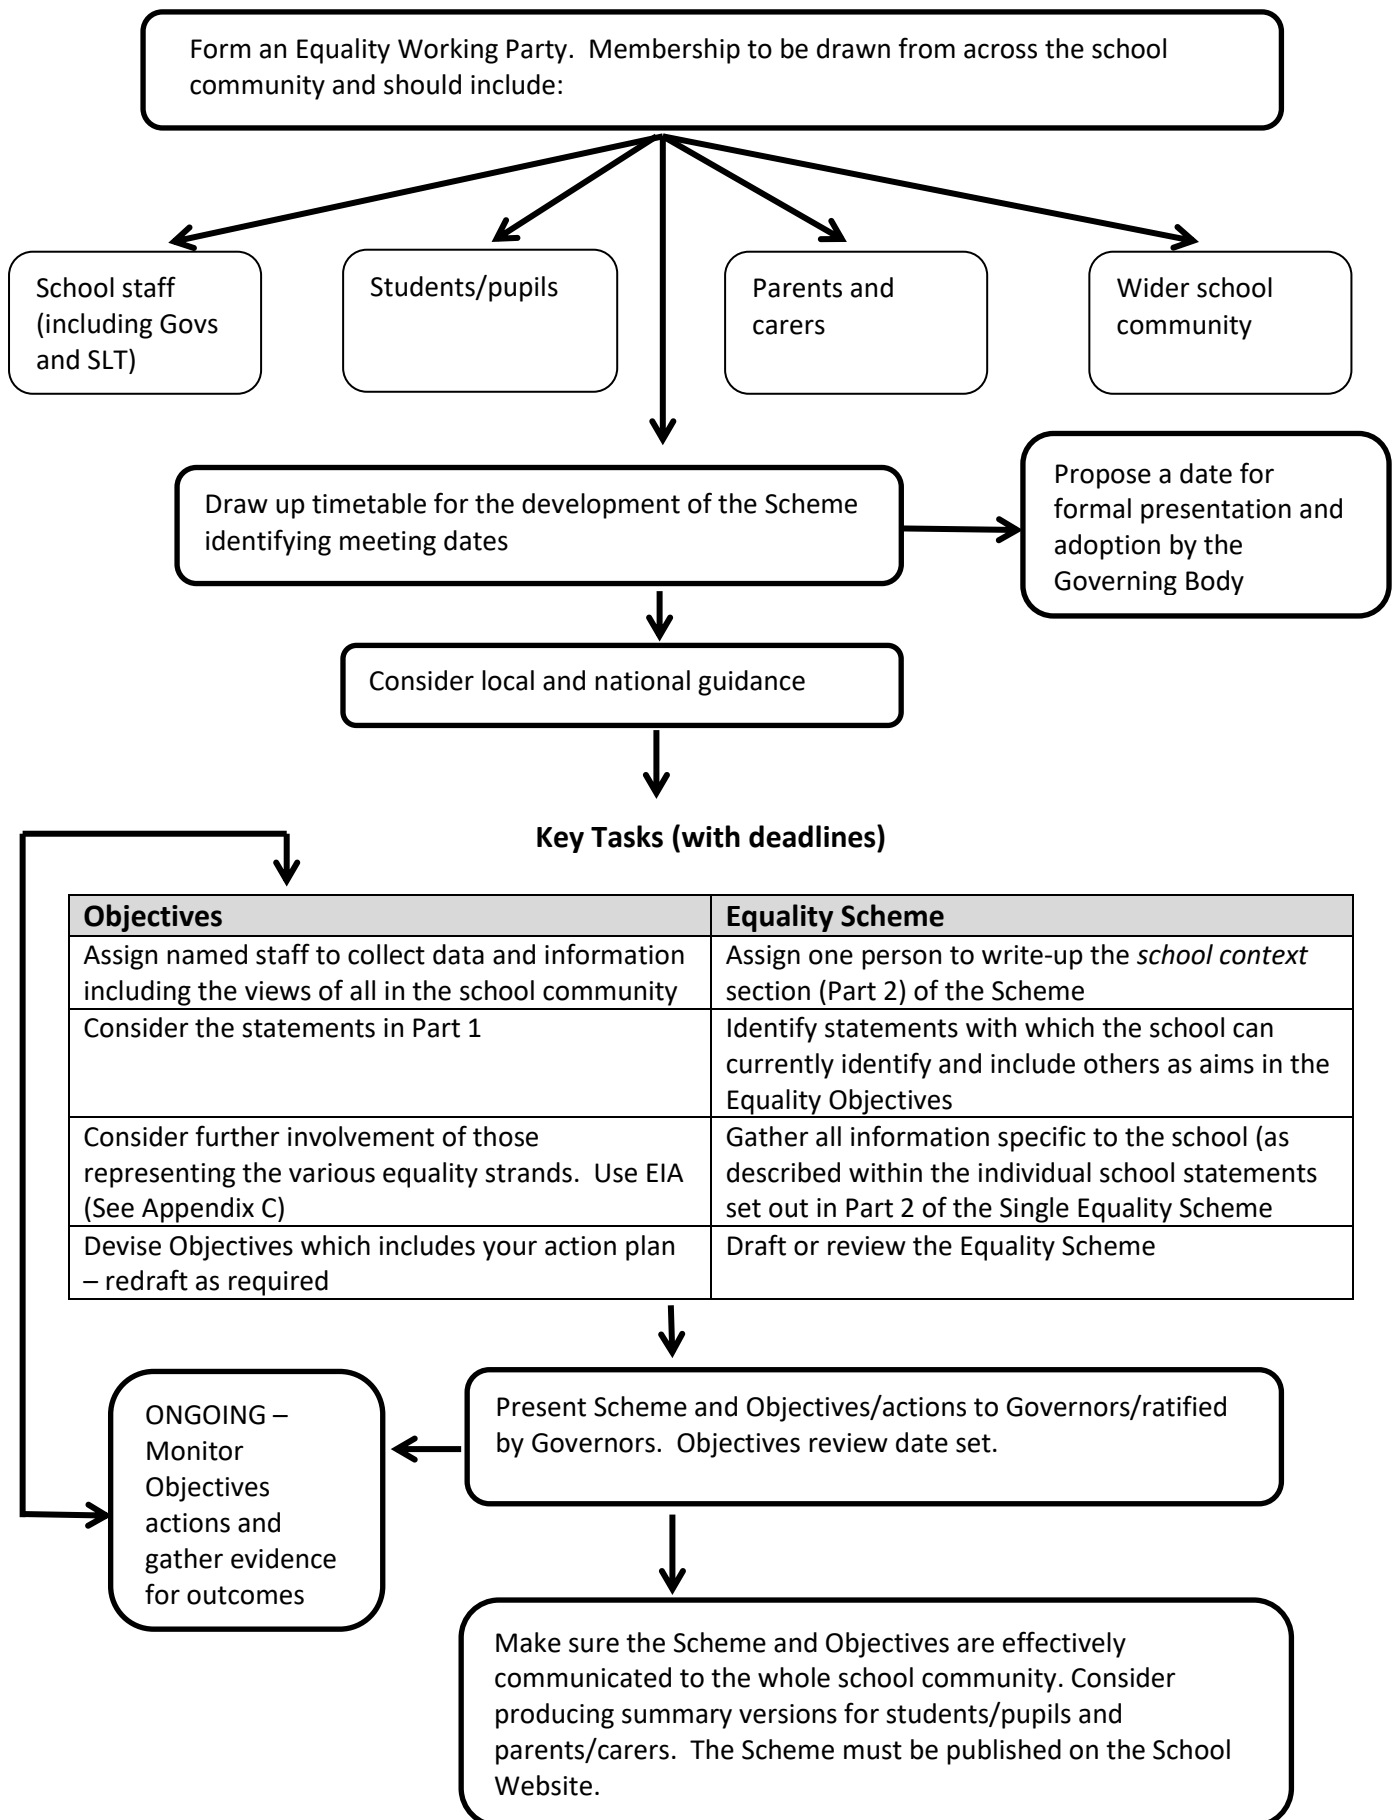 Form an Equality Working Party.  Membership to be drawn from across the school
community and should include:
School staff
(including Govs
and SLT)
Students/pupils
Parents and
carers
Wider school
community
Draw up timetable for the development of the Scheme
identifying meeting dates
Propose a date for
formal presentation and
adoption by the
Governing Body
Consider local and national guidance
Key Tasks (with deadlines)
Objectives
Equality Scheme
Assign named staff to collect data and information
including the views of all in the school community
Assign one person to write-up the school context
section (Part 2) of the Scheme
Consider the statements in Part 1
Identify statements with which the school can
currently identify and include others as aims in the
Equality Objectives
Consider further involvement of those
representing the various equality strands.  Use EIA
(See Appendix C)
Gather all information specific to the school (as
described within the individual school statements
set out in Part 2 of the Single Equality Scheme
Devise Objectives which includes your action plan
– redraft as required
Draft or review the Equality Scheme
ONGOING –
Monitor
Objectives
actions and
gather evidence
for outcomes
Present Scheme and Objectives/actions to Governors/ratified
by Governors.  Objectives review date set.
Make sure the Scheme and Objectives are effectively
communicated to the whole school community. Consider
producing summary versions for students/pupils and
parents/carers.  The Scheme must be published on the School
Website.